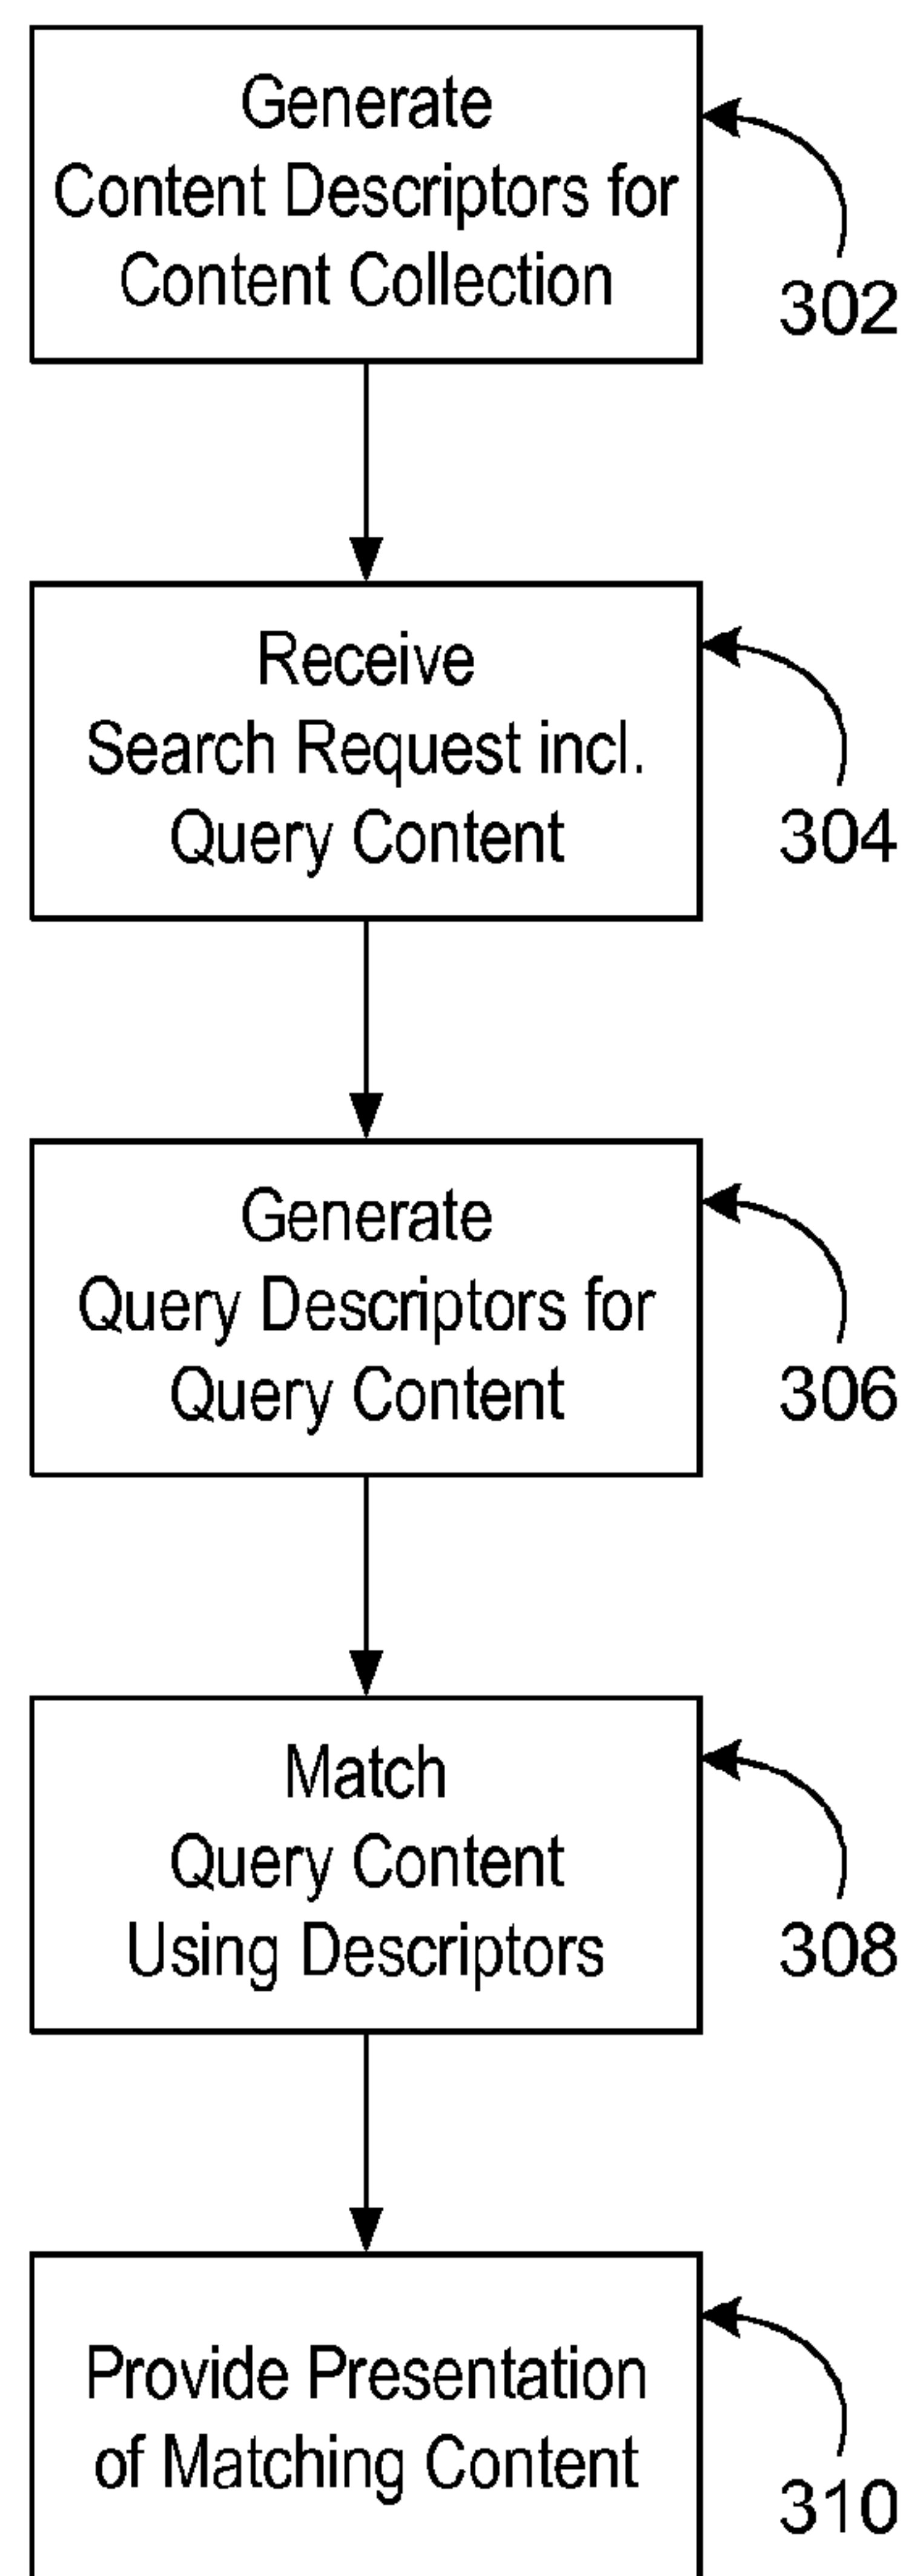 Generate
Content Descriptors for
Content Collection
302
Receive
Search Request incl.
Query Content
304
Generate
Query Descriptors for
Query Content
306
Match
Query Content
Using Descriptors
308
Provide Presentation
of Matching Content
310